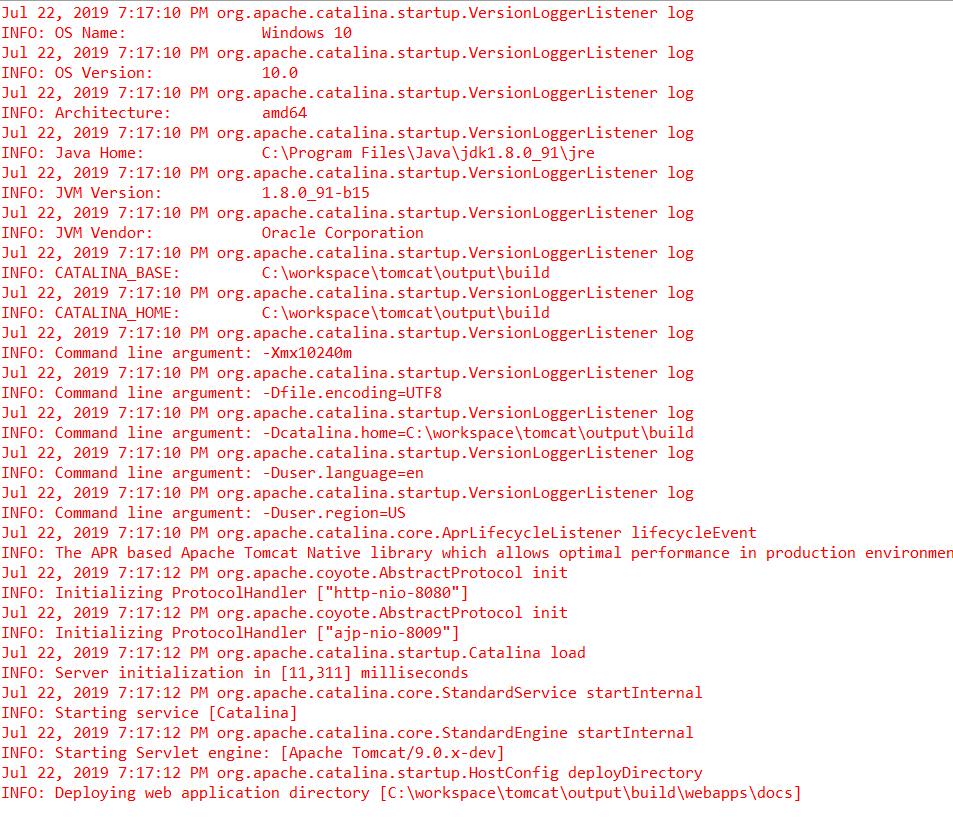 Jul 22, 2019 7:17:10 PM org.apache.catalina.startup.VersionLoggerListener log
INFO: OS Name:               Windows 10
Jul 22, 2019 7:17:10 PM org.apache.catalina.startup.VersionLoggerListener log
INFO: OS Version:            10.0
Jul 22, 2019 7:17:10 PM org.apache.catalina.startup.VersionLoggerListener log
INFO: Architecture:          amd64
Jul 22, 2019 7:17:10 PM org.apache.catalina.startup.VersionLoggerListener log
INFO: Java Home:             C:\Program Files\Java\jdk1.8.0_91\jre
Jul 22, 2019 7:17:10 PM org.apache.catalina.startup.VersionLoggerListener log
INFO: JVM Version:           1.8.0_91-b15
Jul 22, 2019 7:17:10 PM org.apache.catalina.startup.VersionLoggerListener log
INFO: JVM Vendor:            Oracle Corporation
Jul 22, 2019 7:17:10 PM org.apache.catalina.startup.VersionLoggerListener log
INFO: CATALINA_BASE:         C:\workspace\tomcat\output\build
Jul 22, 2019 7:17:10 PM org.apache.catalina.startup.VersionLoggerListener log
INFO: CATALINA_HOME:         C:\workspace\tomcat\output\build
Jul 22, 2019 7:17:10 PM org.apache.catalina.startup.VersionLoggerListener log
INFO: Command line argument: -Xmx10240m
Jul 22, 2019 7:17:10 PM org.apache.catalina.startup.VersionLoggerListener log
INFO: Command line argument: -Dfile.encoding=UTF8
Jul 22, 2019 7:17:10 PM org.apache.catalina.startup.VersionLoggerListener log
INFO: Command line argument: -Dcatalina.home=C:\workspace\tomcat\output\build
Jul 22, 2019 7:17:10 PM org.apache.catalina.startup.VersionLoggerListener log
INFO: Command line argument: -Duser.language=en
Jul 22, 2019 7:17:10 PM org.apache.catalina.startup.VersionLoggerListener log
INFO: Command line argument: -Duser.region=US
Jul 22, 2019 7:17:10 PM org.apache.catalina.core.AprLifecycleListener lifecycleEvent
INFO: The APR based Apache Tomcat Native library which allows optimal performance in production environmen
Jul 22, 2019 7:17:12 PM org.apache.coyote.AbstractProtocol init
INFO: Initializing ProtocolHandler ["http-nio-8080"]
Jul 22, 2019 7:17:12 PM org.apache.coyote.AbstractProtocol init
INFO: Initializing ProtocolHandler ["ajp-nio-8009"]
Jul 22, 2019 7:17:12 PM org.apache.catalina.startup.Catalina load
INFO: Server initialization in [11,311] milliseconds
Jul 22, 2019 7:17:12 PM org.apache.catalina.core.StandardService startInternal
INFO: Starting service [Catalina]
Jul 22, 2019 7:17:12 PM org.apache.catalina.core.StandardEngine startInternal
INFO: Starting Servlet engine: [Apache Tomcat/9.0.x-dev]
Jul 22, 2019 7:17:12 PM org.apache.catalina.startup.HostConfig deployDirectory
INFO: Deploying web application directory [C:\workspace\tomcat\output\build\webapps\docs]